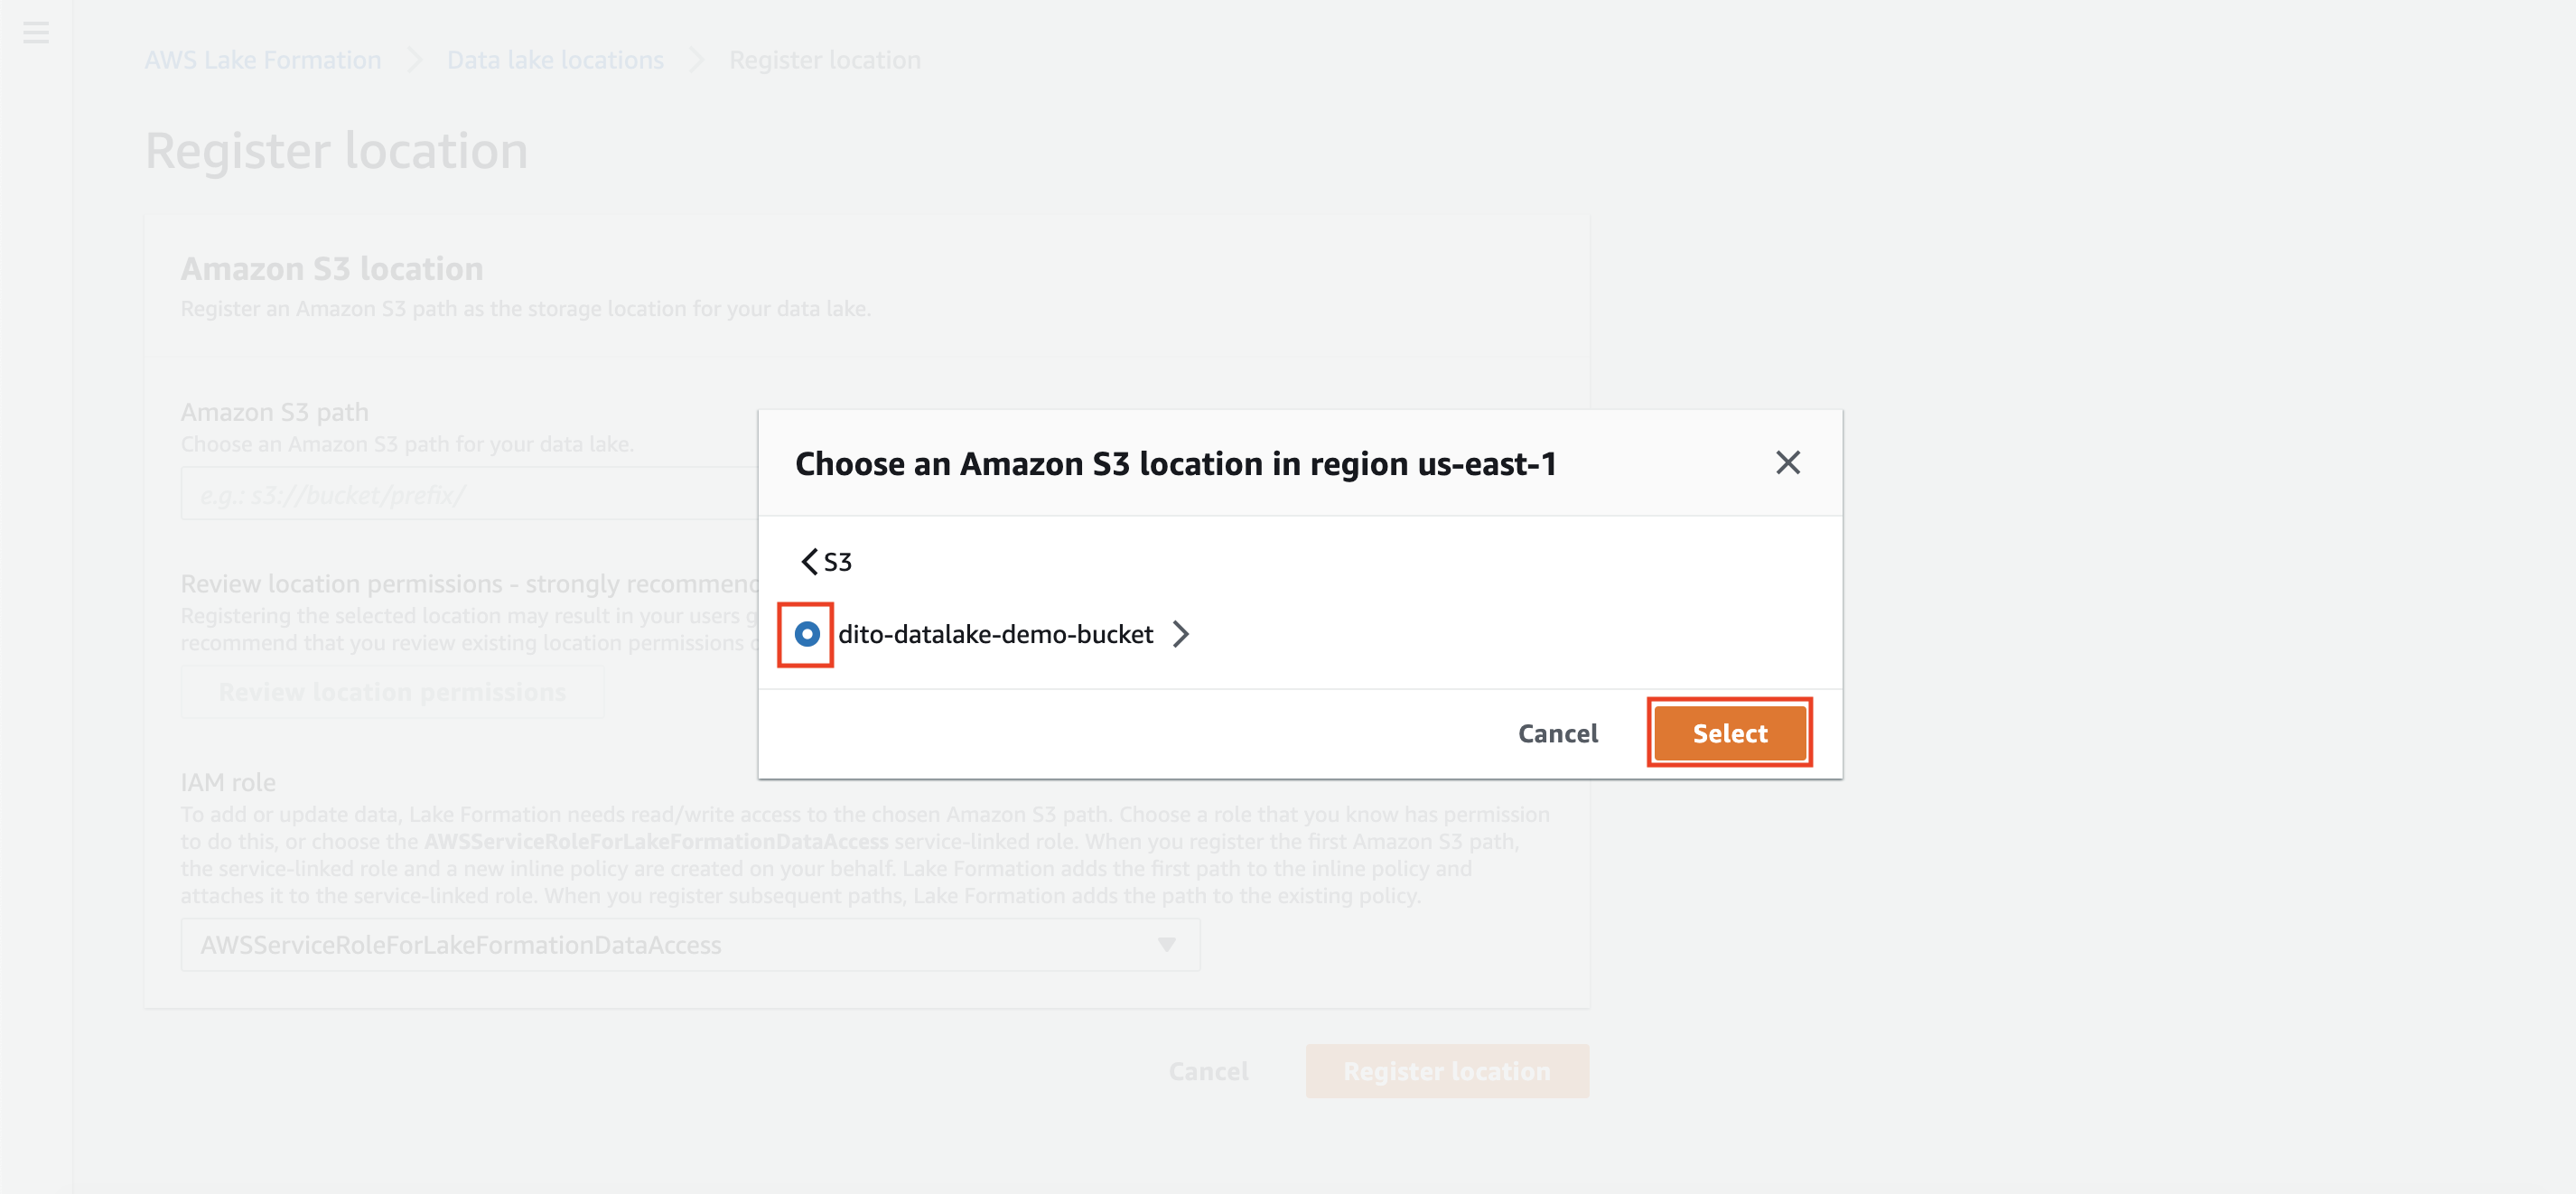 AWS Lake Formation > Data lake locations > Register location
Register location
Amazon S3 location
Register an Amazon S3 path as the storage location for your data lake.
Amazon S3 path
Choose an Amazon S3 path for your data lake.
e.g.: s3://bucket/prefix/
Review location permissions - strongly recommend
Registering the selected location may result in your users
recommend that you review existing location permissions
Review location permissions
Choose an Amazon S3 location in region us-east-1
S3
dito-datalake-demo-bucket
Cancel Select
IAM role
To add or update data, Lake Formation needs read/write access to the chosen Amazon S3 path. Choose a role that you know has permission
to do this, or choose the AWSServiceRoleForLakeFormationDataAccess service-linked role. When you register the first Amazon S3 path,
the service-linked role and a new inline policy are created on your behalf. Lake Formation adds the first path to the inline policy and
attaches it to the service-linked role. When you register subsequent paths, Lake Formation adds the path to the existing policy.
AWSServiceRoleForLakeFormationDataAccess
Cancel Register location